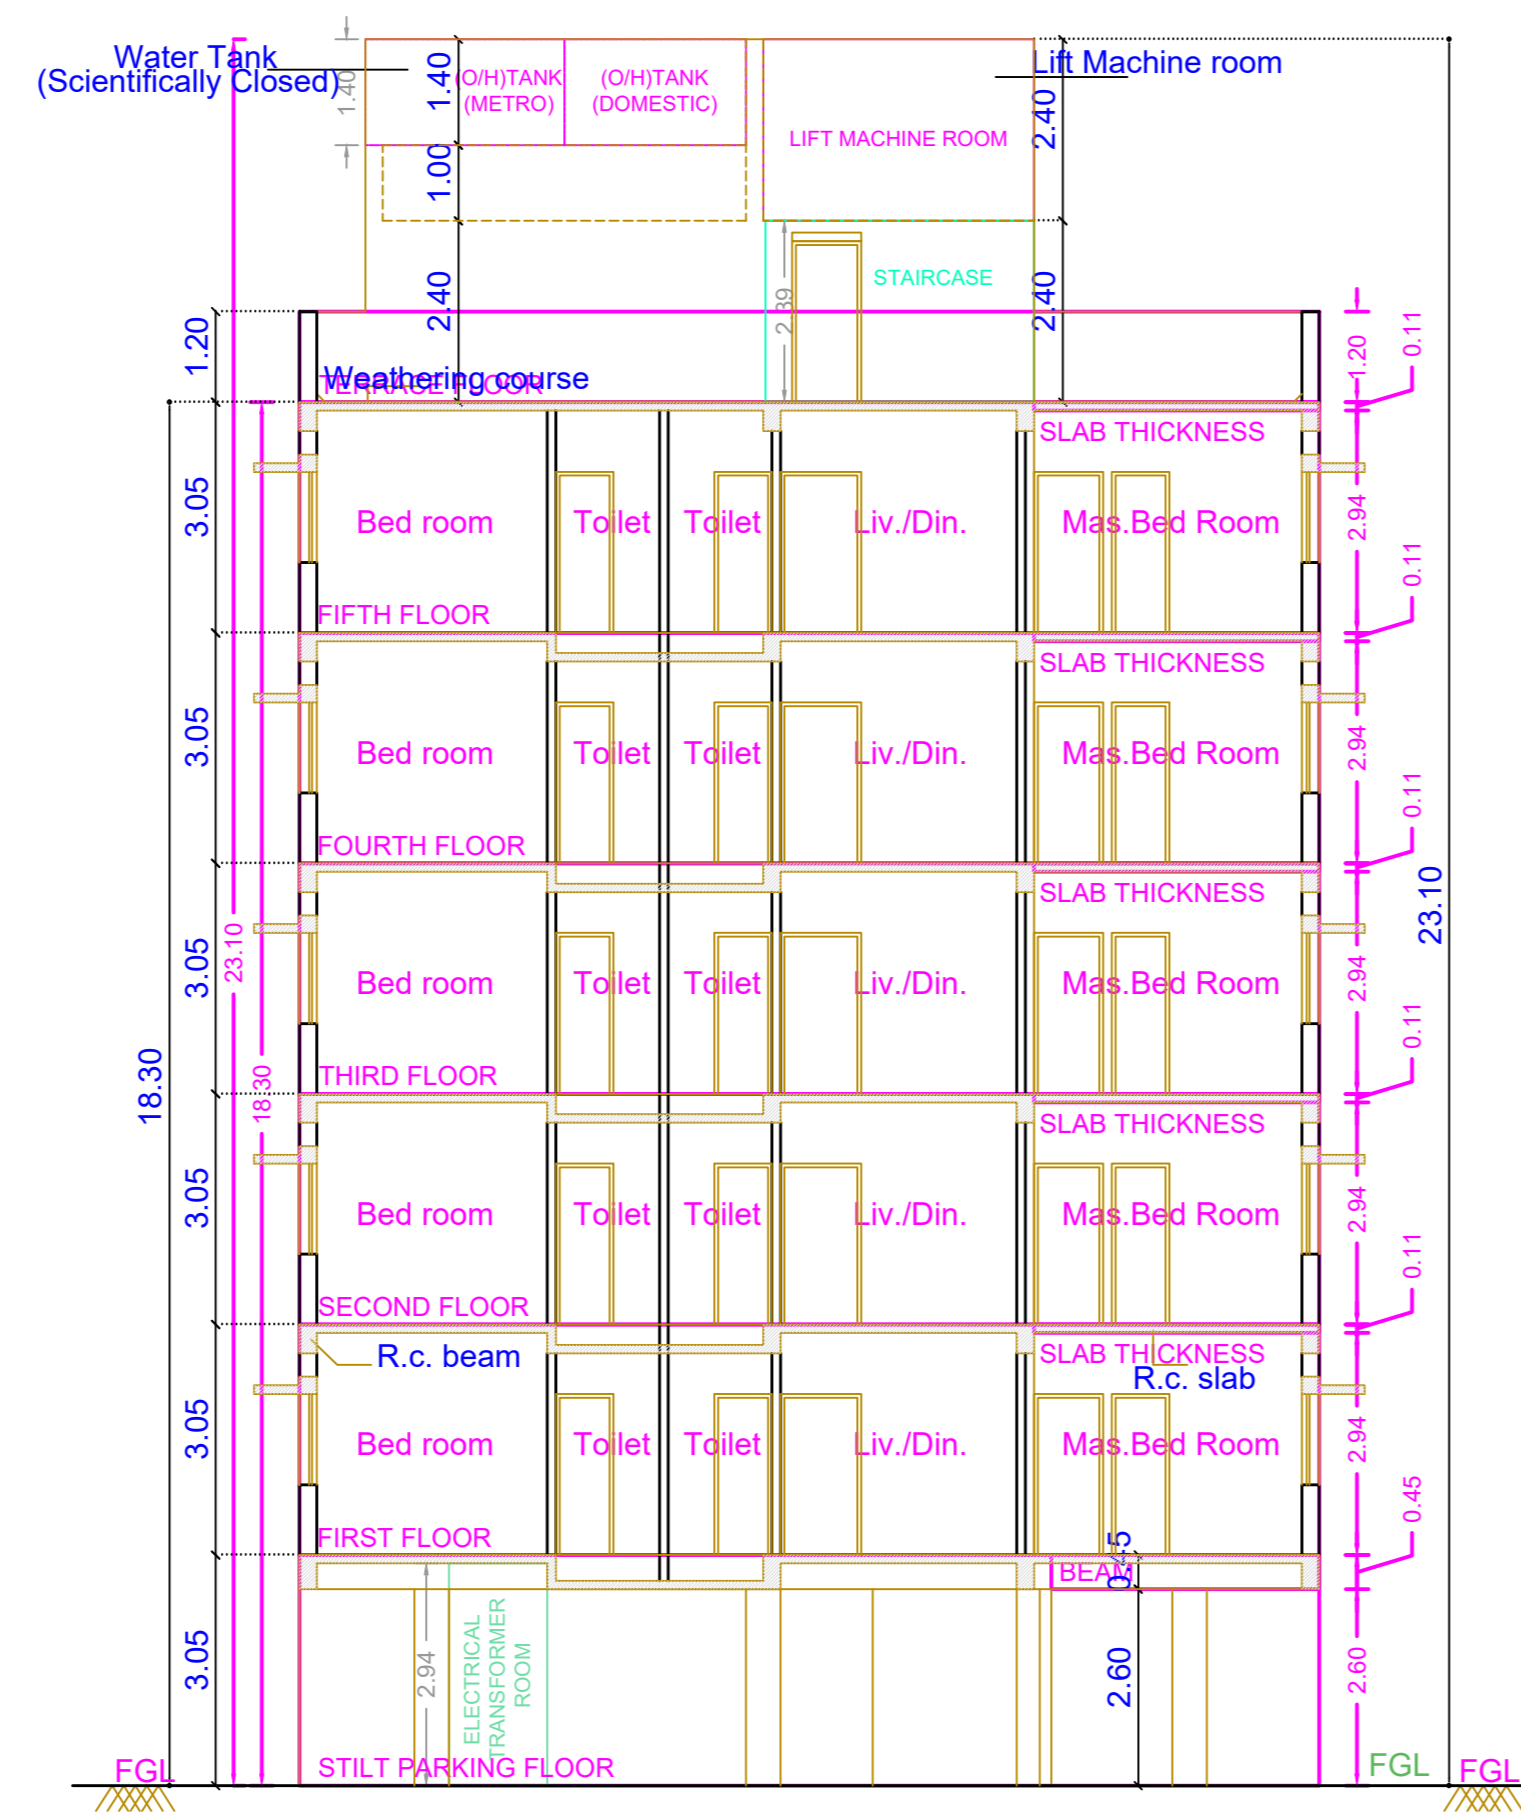 Water Tank
(Scientifically Closed)
1.40
1.40
(O/H)TANK
(METRO)
(O/H)TANK
(DOMESTIC)
LIFT MACHINE ROOM
Lift Machine room
2.40
1.00
2.40
2.39
STAIRCASE
2.40
1.20
Weathering course
TERRACE FLOOR
1.20
0.11
SLAB THICKNESS
3.05
Bed room
Toilet
Toilet
Liv./Din.
Mas.Bed Room
2.94
0.11
FIFTH FLOOR
SLAB THICKNESS
3.05
Bed room
Toilet
Toilet
Liv./Din.
Mas.Bed Room
2.94
0.11
FOURTH FLOOR
SLAB THICKNESS
23.10
23.10
3.05
Bed room
Toilet
Toilet
Liv./Din.
Mas.Bed Room
2.94
0.11
THIRD FLOOR
18.30
18.30
SLAB THICKNESS
3.05
Bed room
Toilet
Toilet
Liv./Din.
Mas.Bed Room
2.94
0.11
SECOND FLOOR
R.c. beam
SLAB THICKNESS
R.c. slab
3.05
Bed room
Toilet
Toilet
Liv./Din.
Mas.Bed Room
2.94
0.45
FIRST FLOOR
BEAM
0.45
3.05
2.94
ELECTRICAL
TRANSFORMER
ROOM
2.60
2.60
STILT PARKING FLOOR
FGL
FGL
FGL